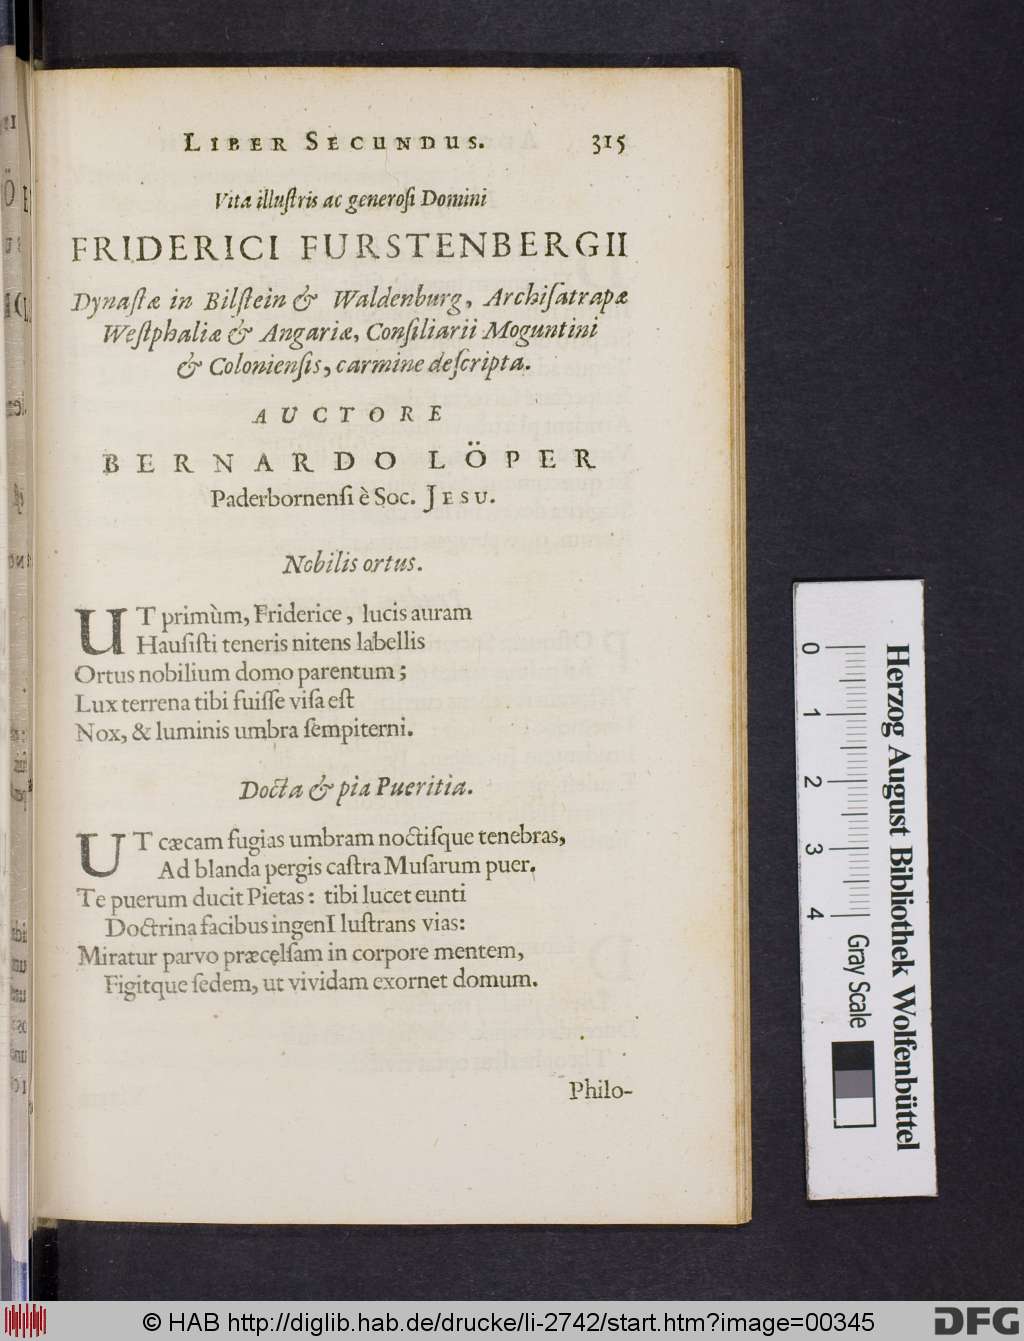 LIBER SECUNDUS. 315
Vita illuſtris ac generoſi Domini
FRIDERICI FURSTENBERGII
Dynaſtæ in Bilſtein & Waldenburg, Archiſatrapæ
Weſtphaliæ & Angariæ, Conſiliarii Moguntini
& Colonienſis, carmine deſcripta.
AUCTORE
BERNARDO LÖPER
Paderbornenſi è Soc. JESU.
Nobilis ortus.
UT primùm, Friderice, lucis auram
Hauſiſti teneris nitens labellis
Ortus nobilium domo parentum;
Lux terrena tibi fuiſſe viſa eſt
Nox, & luminis umbra ſempiterni.
Docta & pia Pueritia.
UT cæcam fugias umbram noctiſque tenebras,
Ad blanda pergis caſtra Muſarum puer.
Te puerum ducit Pietas: tibi lucet eunti
Doctrina facibus ingenI luſtrans vias:
Miratur parvo præcelſam in corpore mentem,
Figitque ſedem, ut vividam exornet domum.
Philo-
0 1 2 3 4 Gray Scale
Herzog August Bibliothek Wolfenbüttel
© HAB http://diglib.hab.de/drucke/li-2742/start.htm?image=00345
DFG